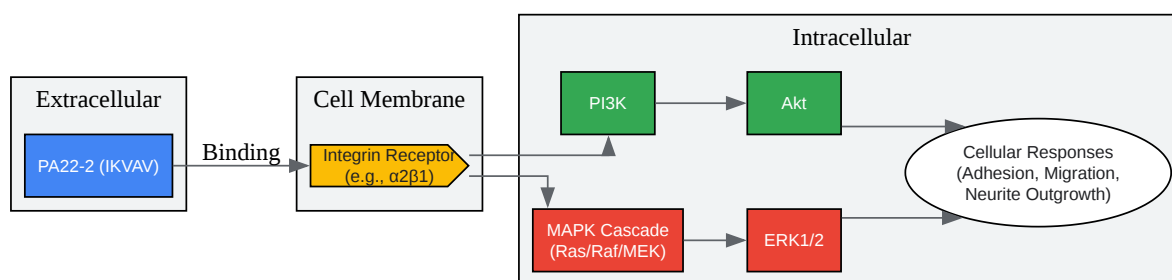 Extracellular
PA22-2 (IKVAV)
Binding
Cell Membrane
Integrin Receptor
(e.g., α2β1)
Intracellular
PI3K
Akt
MAPK Cascade
(Ras/Raf/MEK)
ERK1/2
Cellular Responses
(Adhesion, Migration,
Neurite Outgrowth)